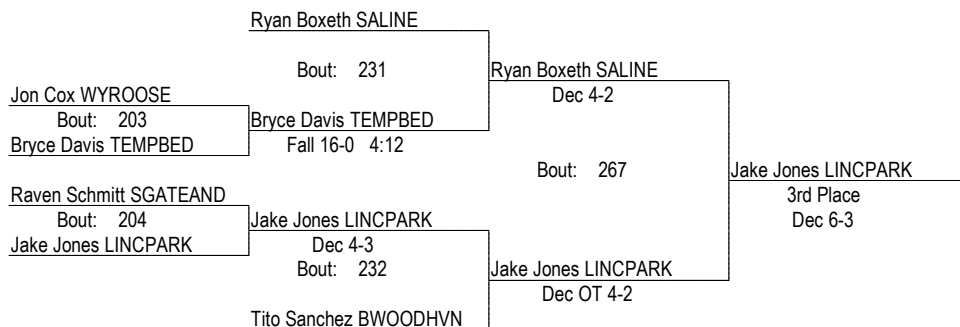 Ryan Boxeth SALINE
Bout: 231
Ryan Boxeth SALINE
Dec 4-2
Jon Cox WYROOSE
Bout: 203
Bryce Davis TEMPBED
Bryce Davis TEMPBED
Fall 16-0 4:12
Bout: 267
Jake Jones LINCPARK
3rd Place
Dec 6-3
Raven Schmitt SGATEAND
Bout: 204
Jake Jones LINCPARK
Jake Jones LINCPARK
Dec 4-3
Bout: 232
Jake Jones LINCPARK
Dec OT 4-2
Tito Sanchez BWOODHVN